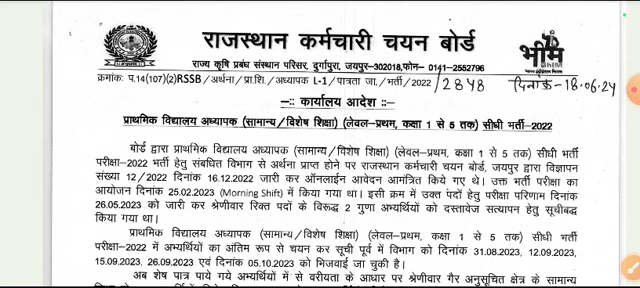 राजस्थान कर्मचारी चयन बोर्ड
राज्य कृषि प्रबंध संस्थान परिसर, दुर्गापुरा, जयपुर-302018,फोन- 0141-2552796
भीम
BHIM
क्रमांक: प.14(107)(2)RSSB/अर्थना/प्रा.शि./अध्यापक L-1/पात्रता जा./भर्ती/2022/2848 दिनांक-18.06.24
-:: कार्यालय आदेश ::-
प्राथमिक विद्यालय अध्यापक (सामान्य/विशेष शिक्षा) (लेवल-प्रथम, कक्षा 1 से 5 तक) सीधी भर्ती-2022
बोर्ड द्वारा प्राथमिक विद्यालय अध्यापक (सामान्य/विशेष शिक्षा) (लेवल-प्रथम, कक्षा 1 से 5 तक) सीधी भर्ती
परीक्षा-2022 भर्ती हेतु संबधित विभाग से अर्थना प्राप्त होने पर राजस्थान कर्मचारी चयन बोर्ड, जयपुर द्वारा विज्ञापन
संख्या 12/2022 दिनांक 16.12.2022 जारी कर ऑनलाईन आवेदन आमंत्रित किये गए थे। उक्त भर्ती परीक्षा का
आयोजन दिनांक 25.02.2023 (Morning Shift) में किया गया था। इसी क्रम में उक्त पदों हेतु परीक्षा परिणाम दिनांक
26.05.2023 को जारी कर श्रेणीवार रिक्त पदों के विरूद्ध 2 गुणा अभ्यर्थियों को दस्तावेज सत्यापन हेतु सूचीबद्ध
किया गया था।
प्राथमिक विद्यालय अध्यापक (सामान्य/विशेष शिक्षा) (लेवल-प्रथम, कक्षा 1 से 5 तक) सीधी भर्ती
परीक्षा-2022 में अभ्यर्थियों का अंतिम रूप से चयन कर सूची पूर्व में विभाग को दिनांक 31.08.2023, 12.09.2023,
15.09.2023, 26.09.2023 एवं दिनांक 05.10.2023 को भिजवाई जा चुकी है।
अब शेष पात्र पाये गये अभ्यर्थियों में से वरीयता के आधार पर श्रेणीवार गैर अनुसूचित क्षेत्र के सामान्य